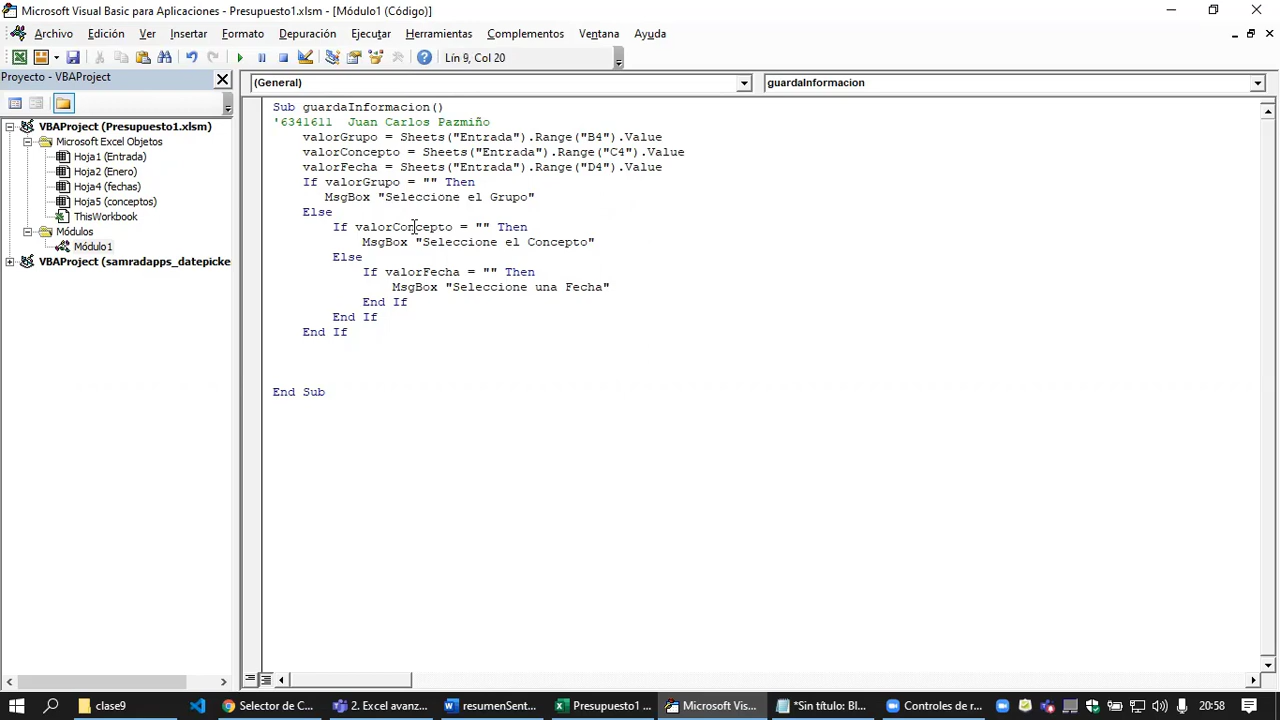 Microsoft Visual Basic para Aplicaciones - Presupuesto1.xlsm - [Módulo1 (Código)]
Archivo Edición Ver Insertar Formato Depuración Ejecutar Herramientas Complementos Ventana Ayuda
Lín 9, Col 20
Proyecto - VBAProject
(General) guardaInformacion
VBAProject (Presupuesto1.xlsm)
Microsoft Excel Objetos
Hoja1 (Entrada)
Hoja2 (Enero)
Hoja4 (fechas)
Hoja5 (conceptos)
ThisWorkbook
Módulos
Módulo1
VBAProject (samradapps_datepicke
Sub guardaInformacion()
'6341611  Juan Carlos Pazmiño
    valorGrupo = Sheets("Entrada").Range("B4").Value
    valorConcepto = Sheets("Entrada").Range("C4").Value
    valorFecha = Sheets("Entrada").Range("D4").Value
    If valorGrupo = "" Then
       MsgBox "Seleccione el Grupo"
    Else
        If valorConcepto = "" Then
            MsgBox "Seleccione el Concepto"
        Else
            If valorFecha = "" Then
                MsgBox "Seleccione una Fecha"
            End If
        End If
    End If
End Sub
clase9 Selector de C... 2. Excel avanz... resumenSent... Presupuesto1 ... Microsoft Vis... *Sin título: Bl... Controles de r... 20:58